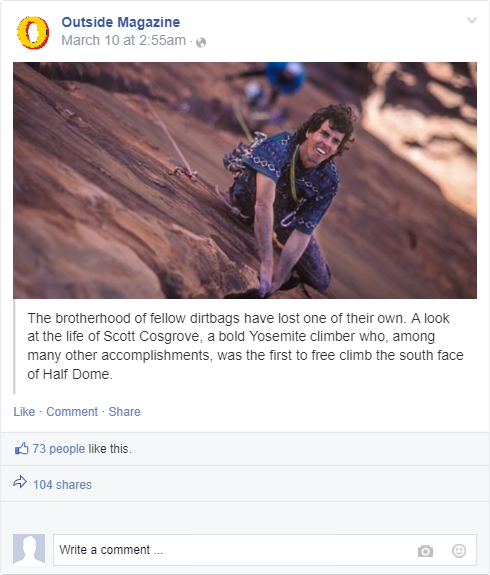 Outside Magazine
March 10 at 2:55am ·
The brotherhood of fellow dirtbags have lost one of their own. A look
at the life of Scott Cosgrove, a bold Yosemite climber who, among
many other accomplishments, was the first to free climb the south face
of Half Dome.
Like · Comment · Share
73 people like this.
104 shares
Write a comment ...